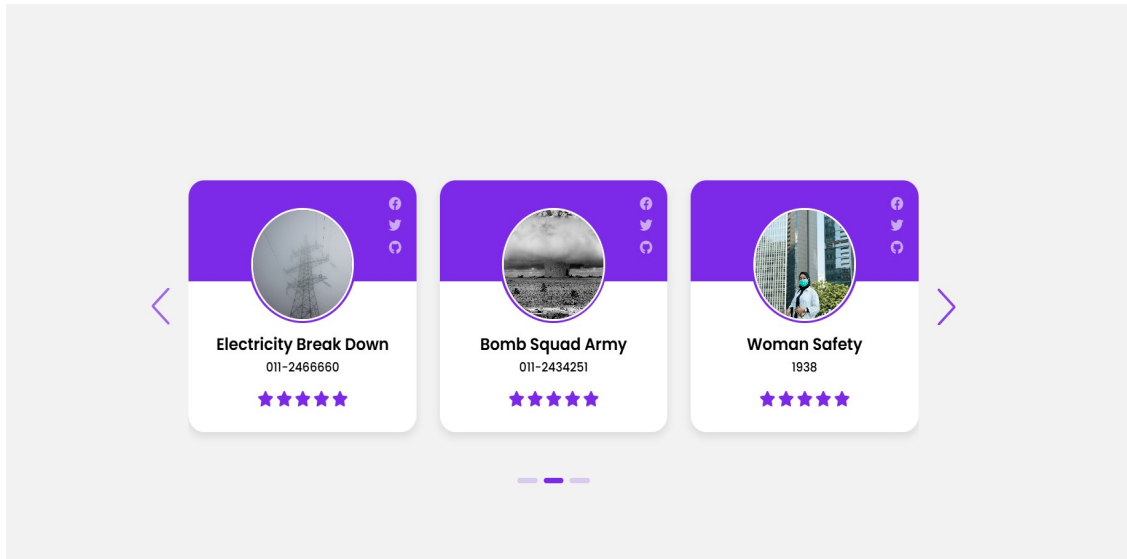 Electricity Break Down
011-2466660
Bomb Squad Army
011-2434251
Woman Safety
1938